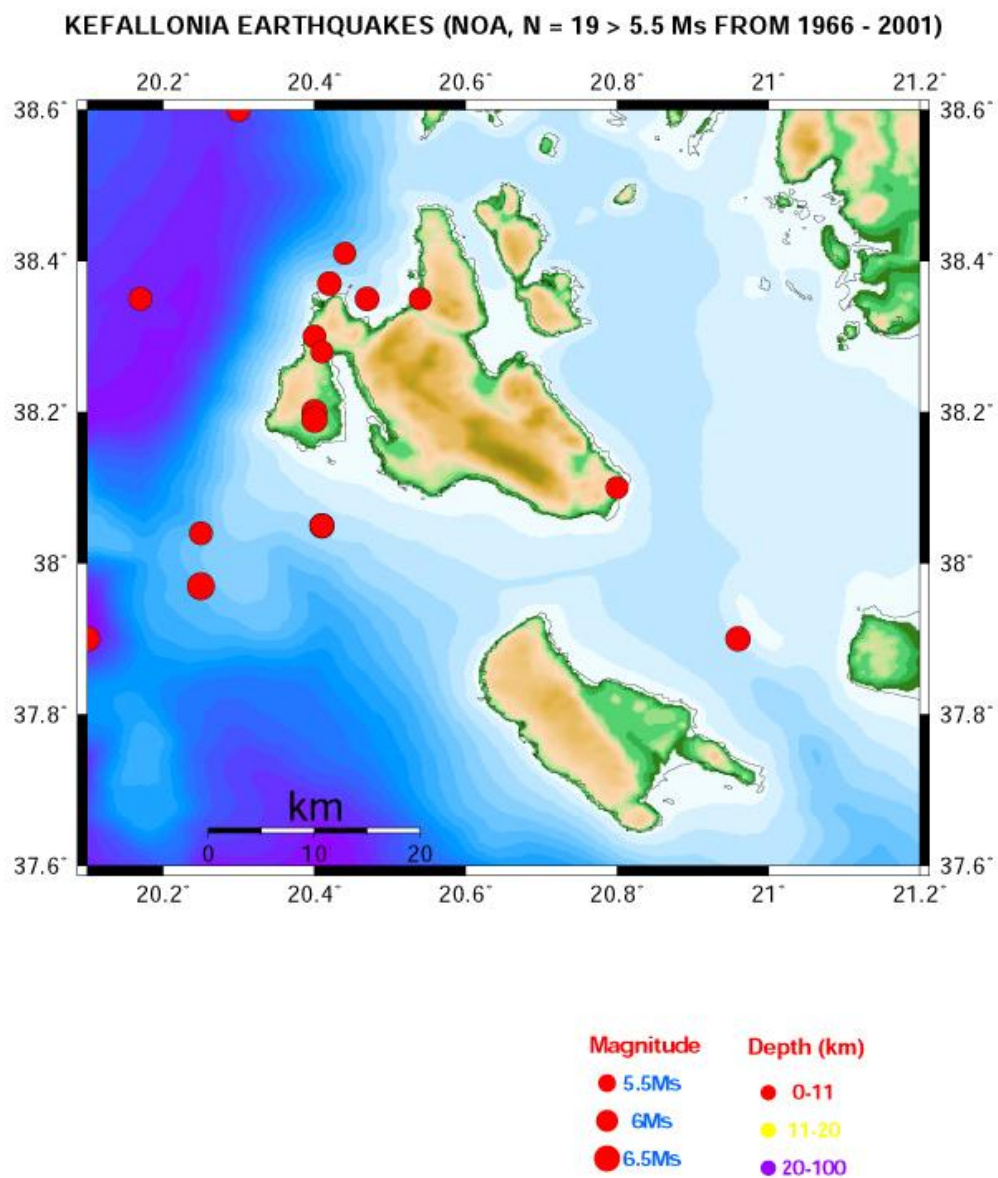 KEFALLONIA EARTHQUAKES (NOA, N = 19 > 5.5 Ms FROM 1966 - 2001)
20.2˚ 20.4˚ 20.6˚ 20.8˚ 21˚ 21.2˚
38.6˚ 38.6˚
38.4˚ 38.4˚
38.2˚ 38.2˚
38˚ 38˚
37.8˚ 37.8˚
km
0 10 20
37.6˚ 37.6˚
20.2˚ 20.4˚ 20.6˚ 20.8˚ 21˚ 21.2˚
Magnitude Depth (km)
5.5Ms 0-11
6Ms 11-20
6.5Ms 20-100